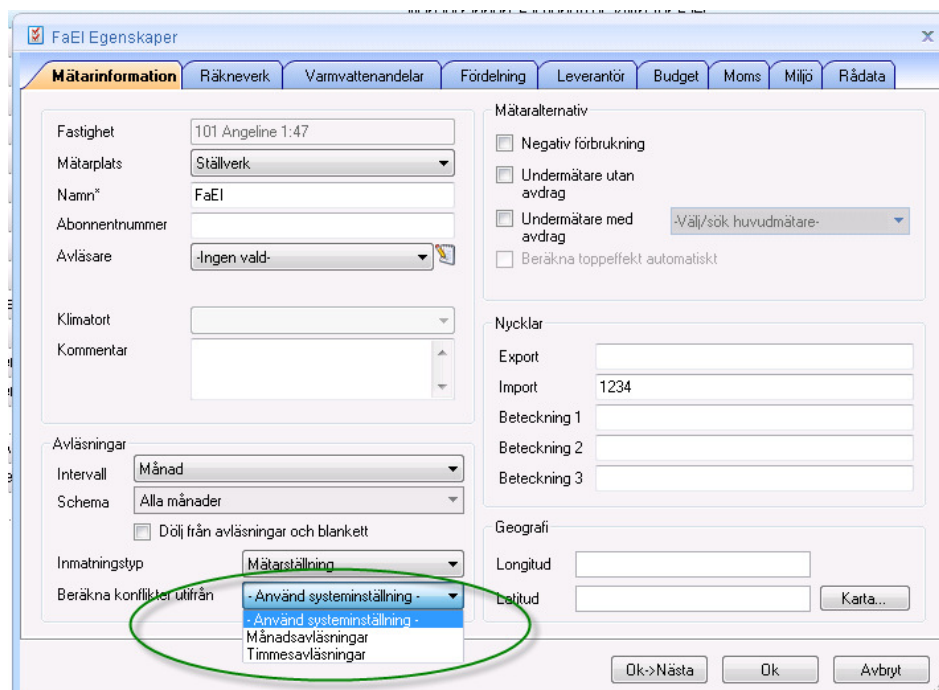 FaEl Egenskaper
Mätarinformation Räkneverk Varmvattenandelar Fördelning Leverantör Budget Moms Miljö Rådata
Fastighet 101 Angeline 1:47
Mätarplats Ställverk
Namn* FaEl
Abonnentnummer
Avläsare -Ingen vald-
Klimatort
Kommentar
Mätaralternativ
Negativ förbrukning
Undermätare utan
avdrag
Undermätare med
avdrag
-Välj/sök huvudmätare-
Beräkna toppeffekt automatiskt
Nycklar
Export
Import 1234
Beteckning 1
Beteckning 2
Beteckning 3
Avläsningar
Intervall Månad
Schema Alla månader
Dölj från avläsningar och blankett
Inmatningstyp Mätarställning
Beräkna konflikter utifrån - Använd systeminställning -
- Använd systeminställning -
Månadsavläsningar
Timmesavläsningar
Geografi
Longitud
Latitud Karta...
Ok->Nästa Ok Avbryt